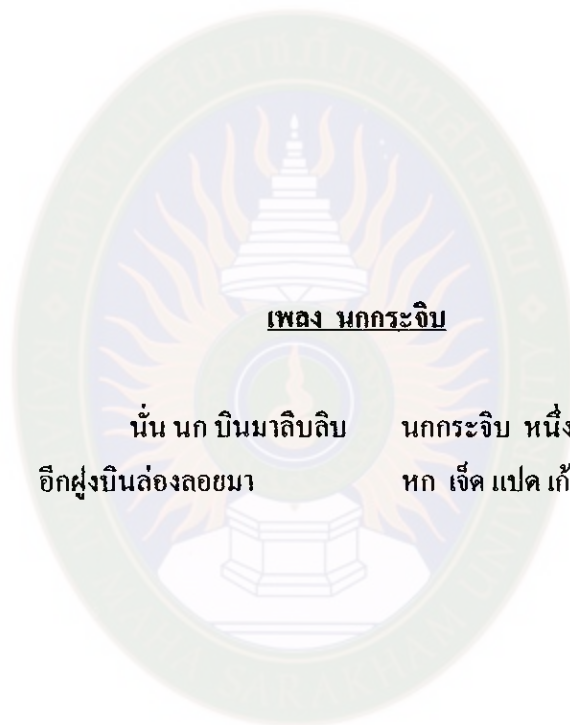 เพลง นกกระจิบ
นั่น นก บินมาลิบลิบ นกกระจิบ หนึ่ง
อีกฝูงบินล่องลอยมา หก เจ็ด แปด เก้